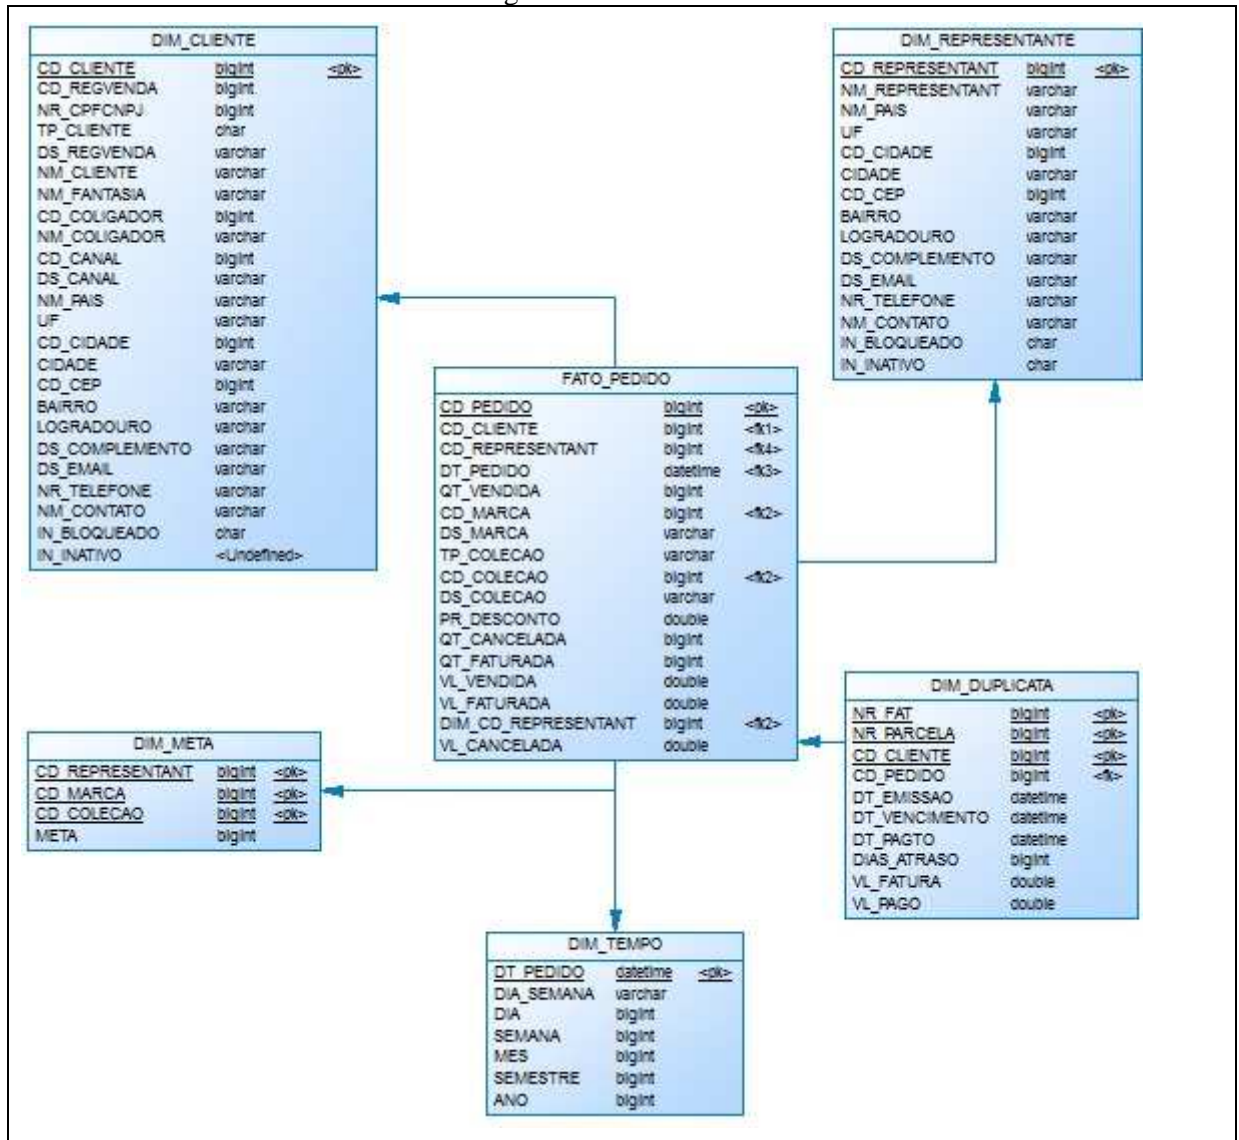 DIM_CLIENTE
CD_CLIENTE bigint <pk>
CD_REGVENDA bigint
NR_CPFCNPJ bigint
TP_CLIENTE char
DS_REGVENDA varchar
NM_CLIENTE varchar
NM_FANTASIA varchar
CD_COLIGADOR bigint
NM_COLIGADOR varchar
CD_CANAL bigint
DS_CANAL varchar
NM_PAIS varchar
UF varchar
CD_CIDADE bigint
CIDADE varchar
CD_CEP bigint
BAIRRO varchar
LOGRADOURO varchar
DS_COMPLEMENTO varchar
DS_EMAIL varchar
NR_TELEFONE varchar
NM_CONTATO varchar
IN_BLOQUEADO char
IN_INATIVO <Undefined>
DIM_REPRESENTANTE
CD_REPRESENTANT bigint <pk>
NM_REPRESENTANT varchar
NM_PAIS varchar
UF varchar
CD_CIDADE bigint
CIDADE varchar
CD_CEP bigint
BAIRRO varchar
LOGRADOURO varchar
DS_COMPLEMENTO varchar
DS_EMAIL varchar
NR_TELEFONE varchar
NM_CONTATO varchar
IN_BLOQUEADO char
IN_INATIVO char
FATO_PEDIDO
CD_PEDIDO bigint <pk>
CD_CLIENTE bigint <fk1>
CD_REPRESENTANT bigint <fk4>
DT_PEDIDO datetime <fk3>
QT_VENDIDA bigint
CD_MARCA bigint <fk2>
DS_MARCA varchar
TP_COLECAO varchar
CD_COLECAO bigint <fk2>
DS_COLECAO varchar
PR_DESCONTO double
QT_CANCELADA bigint
QT_FATURADA bigint
VL_VENDIDA double
VL_FATURADA double
DIM_CD_REPRESENTANT bigint <fk2>
VL_CANCELADA double
DIM_DUPLICATA
NR_FAT bigint <pk>
NR_PARCELA bigint <pk>
CD_CLIENTE bigint <pk>
CD_PEDIDO bigint <fk>
DT_EMISSAO datetime
DT_VENCIMENTO datetime
DT_PAGTO datetime
DIAS_ATRASO bigint
VL_FATURA double
VL_PAGO double
DIM_META
CD_REPRESENTANT bigint <pk>
CD_MARCA bigint <pk>
CD_COLECAO bigint <pk>
META bigint
DIM_TEMPO
DT_PEDIDO datetime <pk>
DIA_SEMANA varchar
DIA bigint
SEMANA bigint
MES bigint
SEMESTRE bigint
ANO bigint